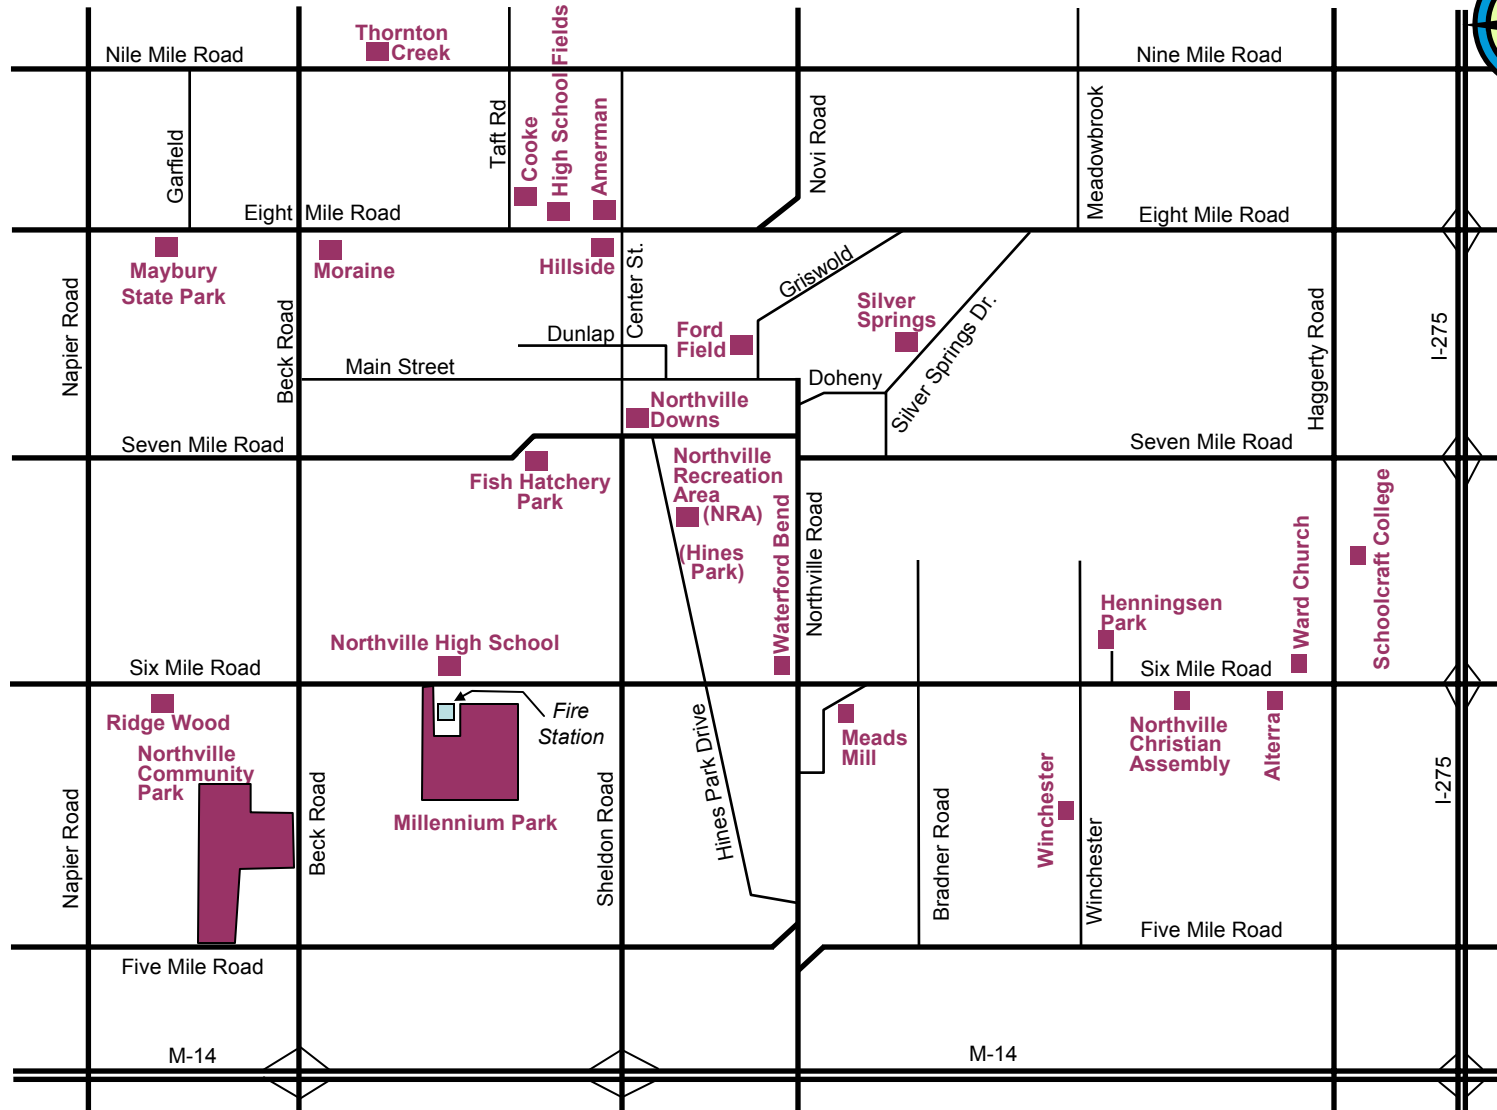 Thornton
Creek
Nile Mile Road
Nine Mile Road
High School Fields
Garfield
Taft Rd
Cooke
Amerman
Novi Road
Meadowbrook
Eight Mile Road
Eight Mile Road
Maybury
State Park
Moraine
Hillside
Center St.
Griswold
Silver
Springs
Silver Springs Dr.
Napier Road
Beck Road
Haggerty Road
I-275
Dunlap
Ford
Field
Main Street
Doheny
Northville
Downs
Seven Mile Road
Seven Mile Road
Fish Hatchery
Park
Northville
Recreation
Area
(NRA)
(Hines
Park)
Waterford Bend
Northville Road
Ward Church
Schoolcraft College
Henningsen
Park
Northville High School
Six Mile Road
Six Mile Road
Ridge Wood
Fire
Station
Meads
Mill
Northville
Christian
Assembly
Alterra
Northville
Community
Park
Millennium Park
Napier Road
Beck Road
Sheldon Road
Hines Park Drive
Bradner Road
Winchester
Winchester
I-275
Five Mile Road
Five Mile Road
M-14
M-14